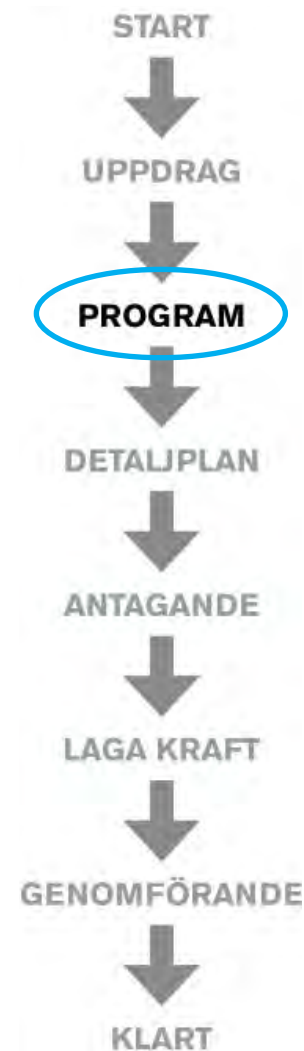 START
UPPDRAG
PROGRAM
DETALJPLAN
ANTAGANDE
LAGA KRAFT
GENOMFÖRANDE
KLART